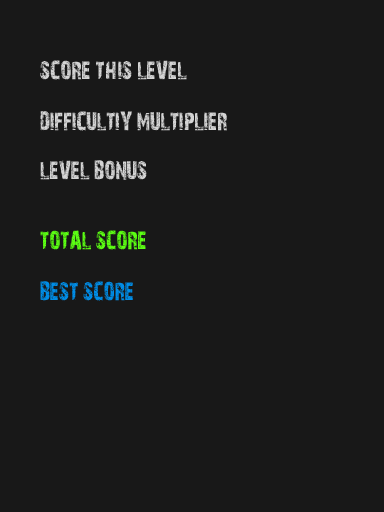 SCORE THIS LEVEL
DIFFICULTIY MULTIPLIER
LEVEL BONUS
TOTAL SCORE
BEST SCORE